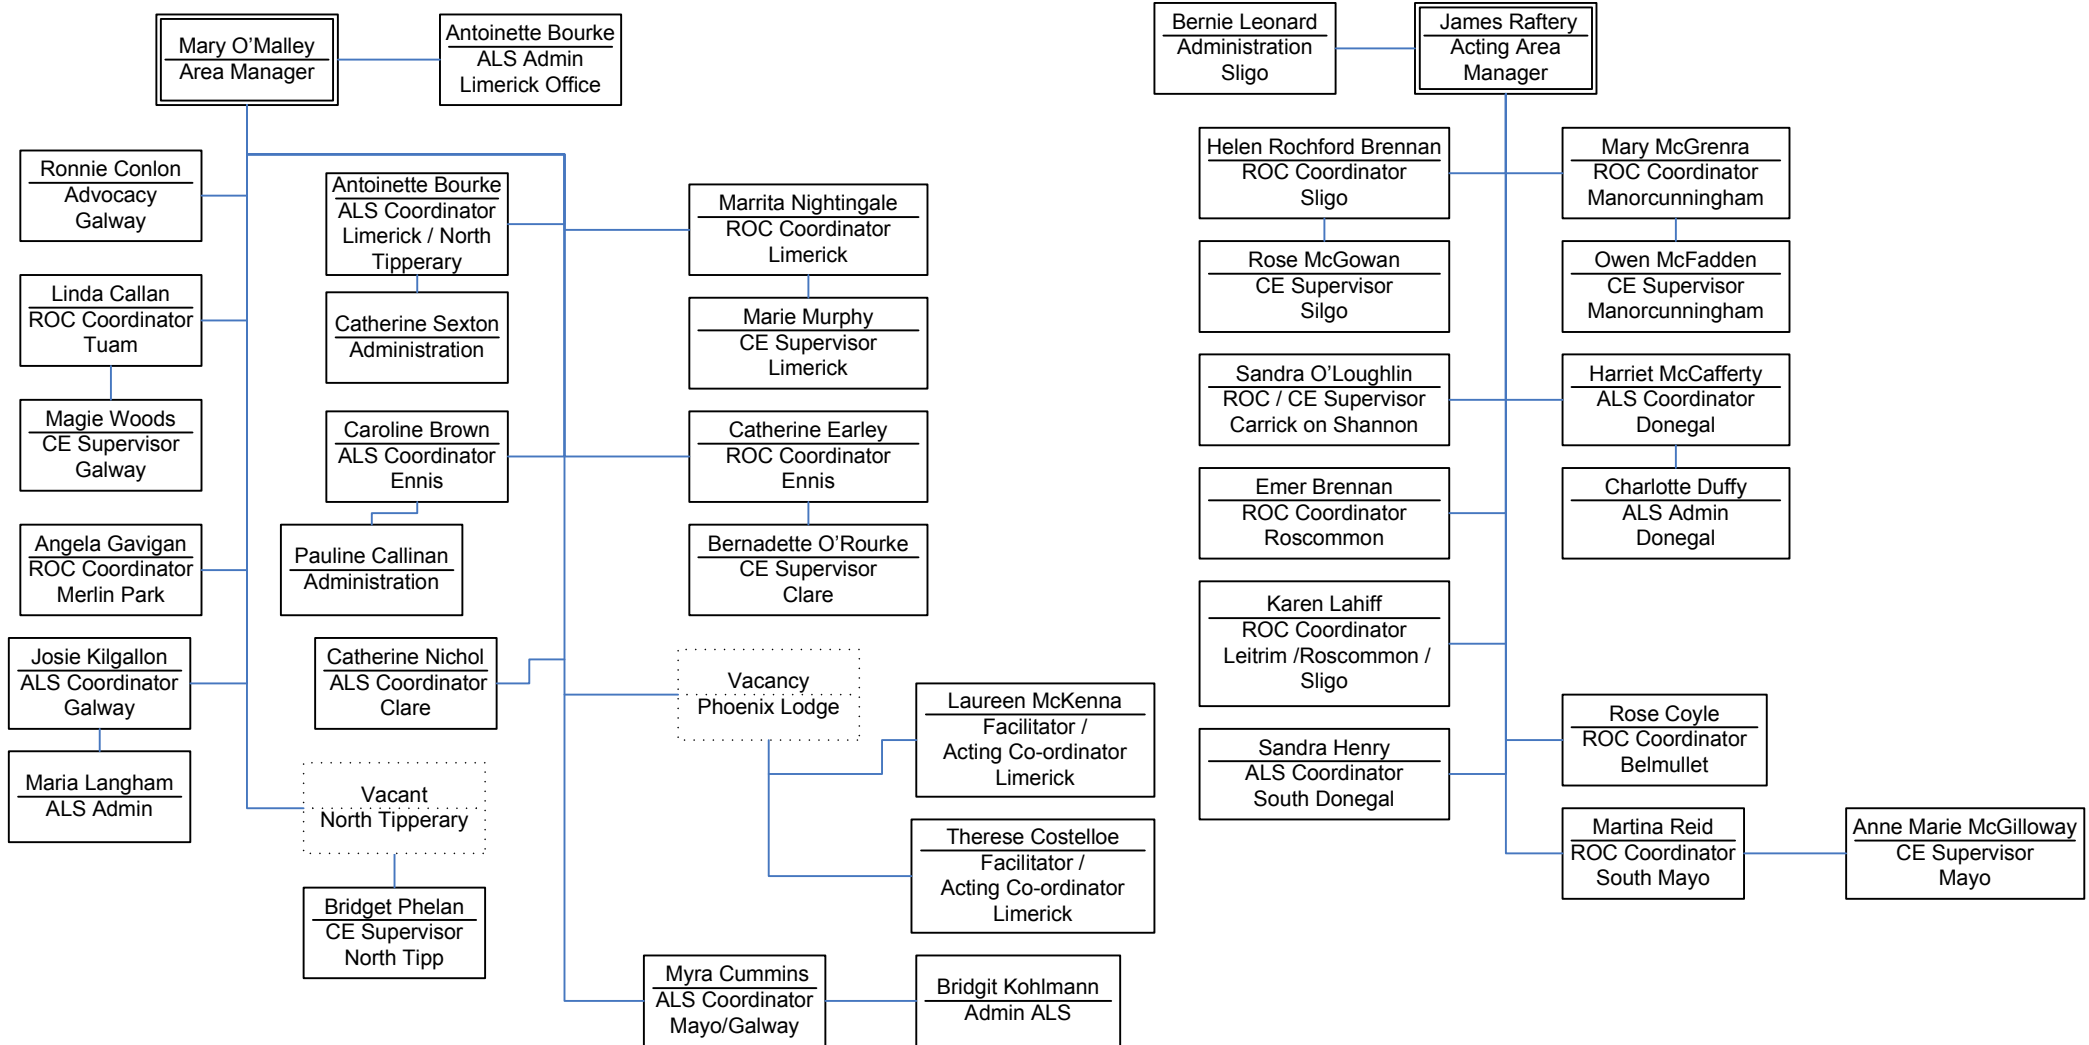 Mary O’Malley
Area Manager
Antoinette Bourke
ALS Admin
Limerick Office
Ronnie Conlon
Advocacy
Galway
Linda Callan
ROC Coordinator
Tuam
Magie Woods
CE Supervisor
Galway
Angela Gavigan
ROC Coordinator
Merlin Park
Josie Kilgallon
ALS Coordinator
Galway
Maria Langham
ALS Admin
Antoinette Bourke
ALS Coordinator
Limerick / North
Tipperary
Catherine Sexton
Administration
Caroline Brown
ALS Coordinator
Ennis
Pauline Callinan
Administration
Catherine Nichol
ALS Coordinator
Clare
Vacant
North Tipperary
Bridget Phelan
CE Supervisor
North Tipp
Marrita Nightingale
ROC Coordinator
Limerick
Marie Murphy
CE Supervisor
Limerick
Catherine Earley
ROC Coordinator
Ennis
Bernadette O’Rourke
CE Supervisor
Clare
Vacancy
Phoenix Lodge
Laureen McKenna
Facilitator /
Acting Co-ordinator
Limerick
Therese Costelloe
Facilitator /
Acting Co-ordinator
Limerick
Myra Cummins
ALS Coordinator
Mayo/Galway
Bridgit Kohlmann
Admin ALS
Bernie Leonard
Administration
Sligo
James Raftery
Acting Area
Manager
Helen Rochford Brennan
ROC Coordinator
Sligo
Rose McGowan
CE Supervisor
Silgo
Sandra O’Loughlin
ROC / CE Supervisor
Carrick on Shannon
Emer Brennan
ROC Coordinator
Roscommon
Karen Lahiff
ROC Coordinator
Leitrim /Roscommon /
Sligo
Sandra Henry
ALS Coordinator
South Donegal
Mary McGrenra
ROC Coordinator
Manorcunningham
Owen McFadden
CE Supervisor
Manorcunningham
Harriet McCafferty
ALS Coordinator
Donegal
Charlotte Duffy
ALS Admin
Donegal
Rose Coyle
ROC Coordinator
Belmullet
Martina Reid
ROC Coordinator
South Mayo
Anne Marie McGilloway
CE Supervisor
Mayo